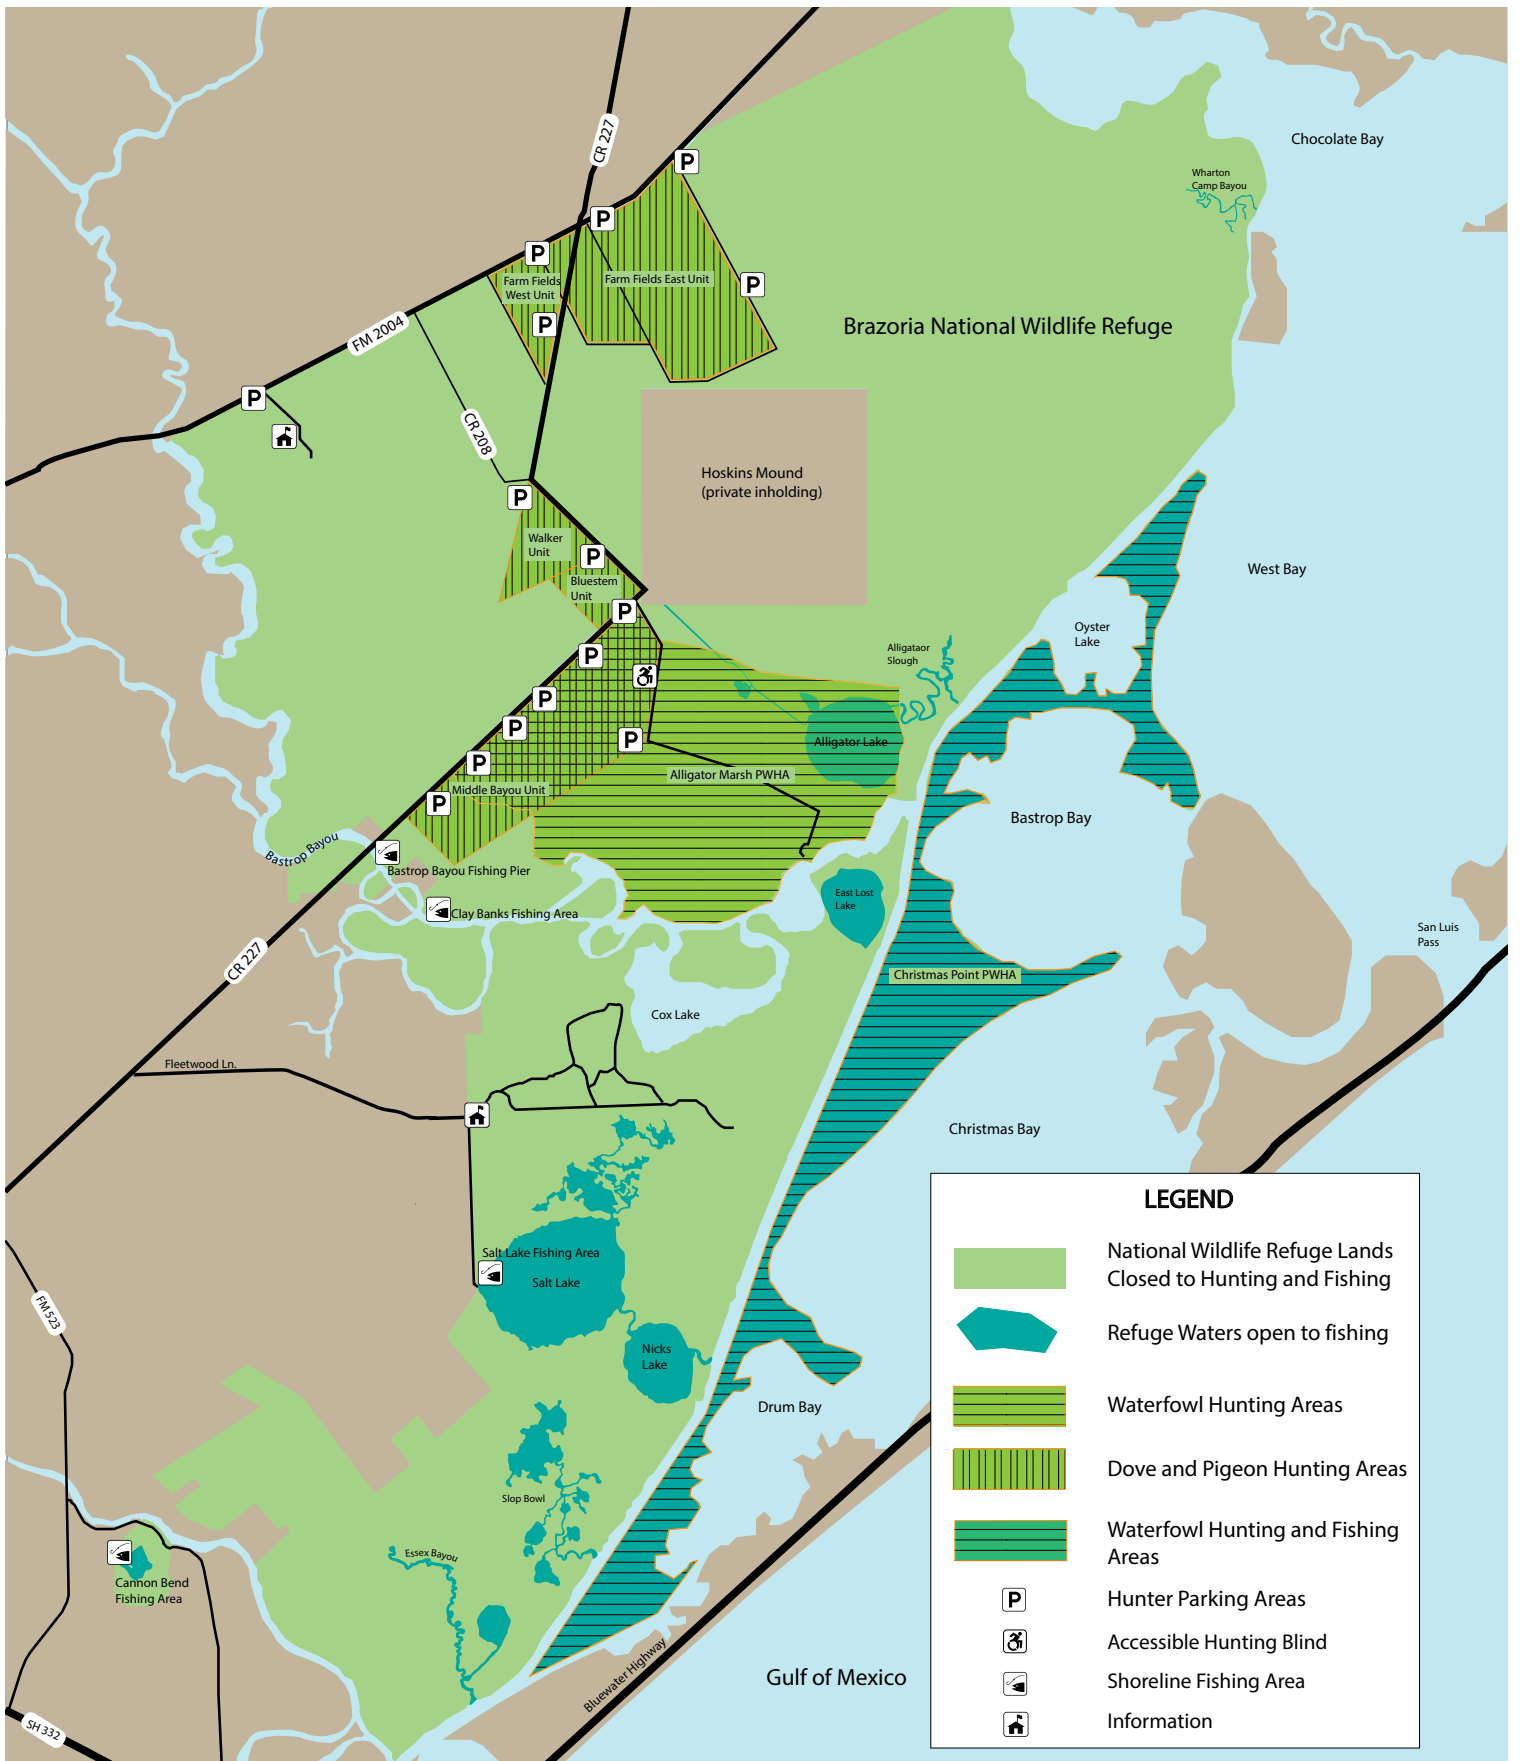 Chocolate Bay
CR 227
Wharton
Camp Bayou
P
P
P
P
P
Farm Fields
West Unit
Farm Fields East Unit
P
FM 2004
Brazoria National Wildlife Refuge
P
CR 208
Hoskins Mound
(private inholding)
P
Walker
Unit
P
Bluestem
Unit
West Bay
P
Oyster
Lake
Alligataor
Slough
P
P
P
P
P
P
Alligator Lake
Alligator Marsh PWHA
Middle Bayou Unit
Bastrop Bay
Bastrop Bayou
Bastrop Bayou Fishing Pier
East Lost
Lake
Clay Banks Fishing Area
San Luis
Pass
CR 227
Christmas Point PWHA
Cox Lake
Fleetwood Ln.
Christmas Bay
Salt Lake Fishing Area
Salt Lake
FM 523
Nicks
Lake
Drum Bay
Slop Bowl
Essex Bayou
Cannon Bend
Fishing Area
Bluewater Highway
Gulf of Mexico
SH 332
LEGEND
National Wildlife Refuge Lands
Closed to Hunting and Fishing
Refuge Waters open to fishing
Waterfowl Hunting Areas
Dove and Pigeon Hunting Areas
Waterfowl Hunting and Fishing
Areas
P
Hunter Parking Areas
Accessible Hunting Blind
Shoreline Fishing Area
Information